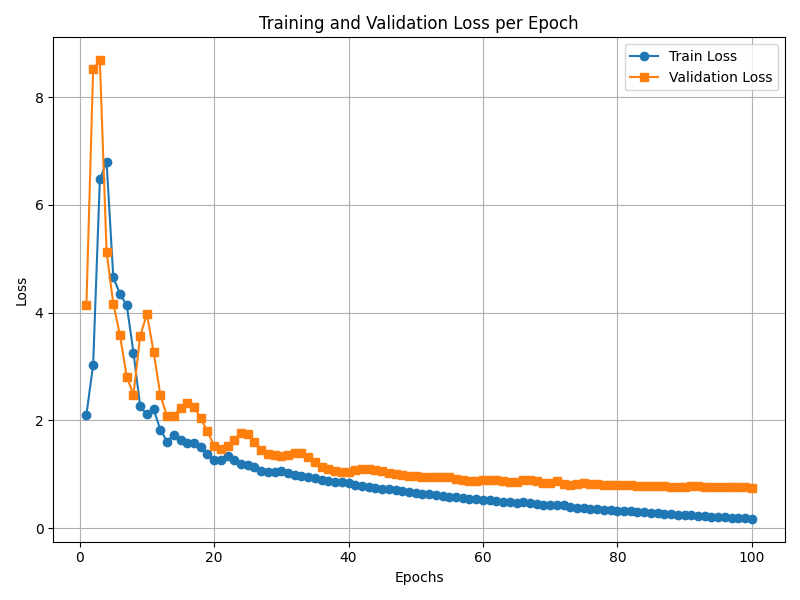 Training and Validation Loss per Epoch
Train Loss
Validation Loss
8
6
4
2
0
Loss
0 20 40 60 80 100
Epochs